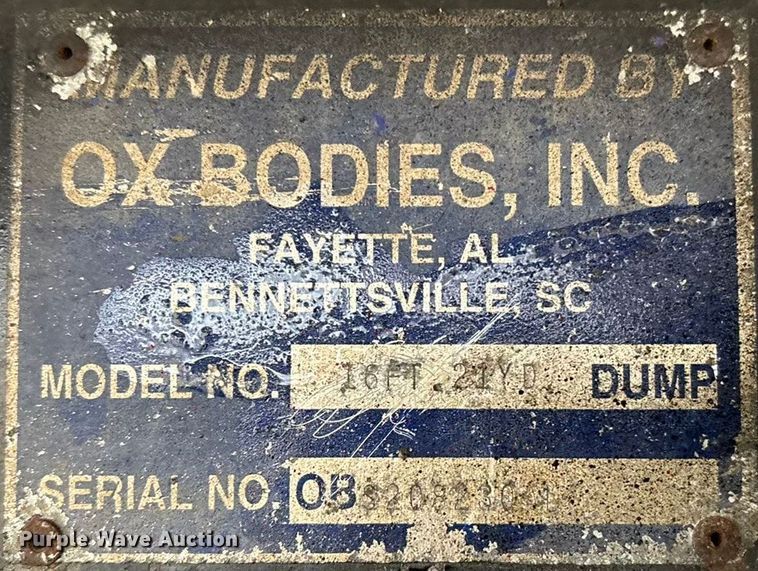 MANUFACTURED BY
OX BODIES, INC.
FAYETTE, AL
BENNETTSVILLE, SC
MODEL NO. 16FT.21YD. DUMP
SERIAL NO. OB
Purple Wave Auction